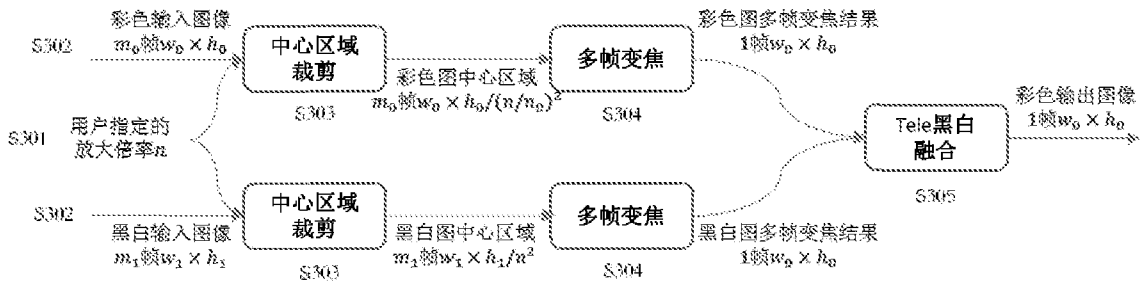 彩色输入图像
S302
m₀帧w₀ × h₀
中心区域
裁剪
S303
彩色图中心区域
m₀帧w₀ × h₀/(n/n₀)²
多帧变焦
S304
彩色图多帧变焦结果
1帧w₀ × h₀
S301
用户指定的
放大倍率n
Tele黑白
融合
S305
彩色输出图像
1帧w₀ × h₀
S302
黑白输入图像
m₁帧w₁ × h₁
中心区域
裁剪
S303
黑白图中心区域
m₁帧w₁ × h₁/n²
多帧变焦
S304
黑白图多帧变焦结果
1帧w₀ × h₀